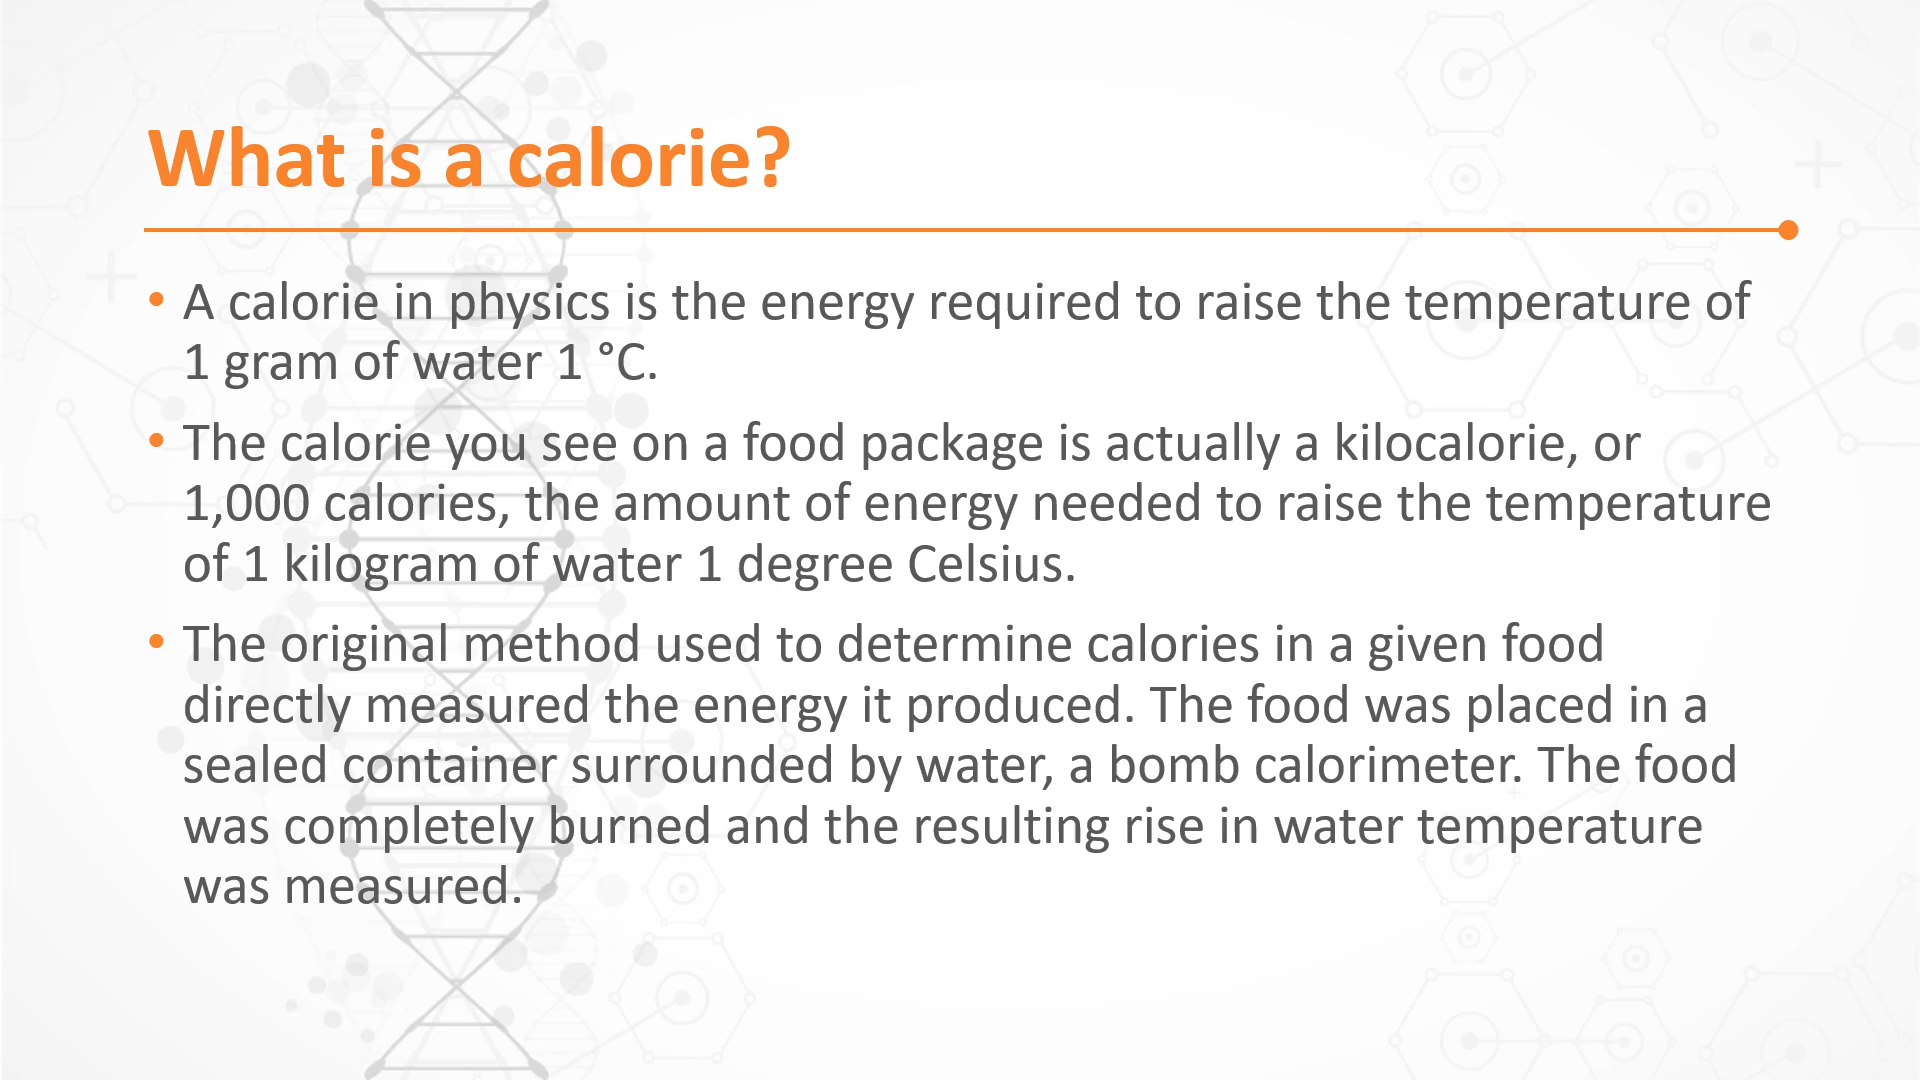 What is a calorie?
• A calorie in physics is the energy required to raise the temperature of
1 gram of water 1 °C.
• The calorie you see on a food package is actually a kilocalorie, or
1,000 calories, the amount of energy needed to raise the temperature
of 1 kilogram of water 1 degree Celsius.
• The original method used to determine calories in a given food
directly measured the energy it produced. The food was placed in a
sealed container surrounded by water, a bomb calorimeter. The food
was completely burned and the resulting rise in water temperature
was measured.